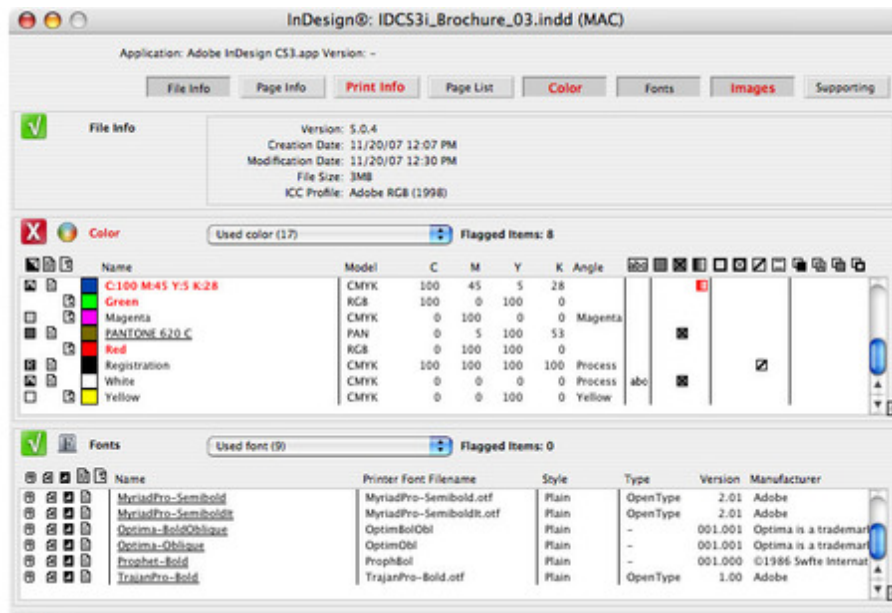 InDesign®: IDCS3i_Brochure_03.indd (MAC)
Application: Adobe InDesign CS3.app Version: –
File Info Page Info Print Info Page List Color Fonts Images Supporting
File Info
Version: 5.0.4
Creation Date: 11/20/07 12:07 PM
Modification Date: 11/20/07 12:30 PM
File Size: 3MB
ICC Profile: Adobe RGB (1998)
Color Used color (17) Flagged Items: 8
Name Model C M Y K Angle abc
C:100 M:45 Y:5 K:28 CMYK 100 45 5 28
Green RGB 100 0 100 0
Magenta CMYK 0 100 0 0 Magenta
PANTONE 620 C PAN 0 5 100 53
Red RGB 0 100 100 0
Registration CMYK 100 100 100 100 Process
White CMYK 0 0 0 0 Process abc
Yellow CMYK 0 0 100 0 Yellow
Fonts Used font (9) Flagged Items: 0
Name Printer Font Filename Style Type Version Manufacturer
MyriadPro-Semibold MyriadPro-Semibold.otf Plain OpenType 2.01 Adobe
MyriadPro-SemiboldIt MyriadPro-SemiboldIt.otf Plain OpenType 2.01 Adobe
Optima-BoldOblique OptimBolObl Plain – 001.001 Optima is a trademark
Optima-Oblique OptimObl Plain – 001.001 Optima is a trademark
Prophet-Bold ProphBol Plain – 001.000 ©1986 Swfte Internat
TrajanPro-Bold TrajanPro-Bold.otf Plain OpenType 1.00 Adobe